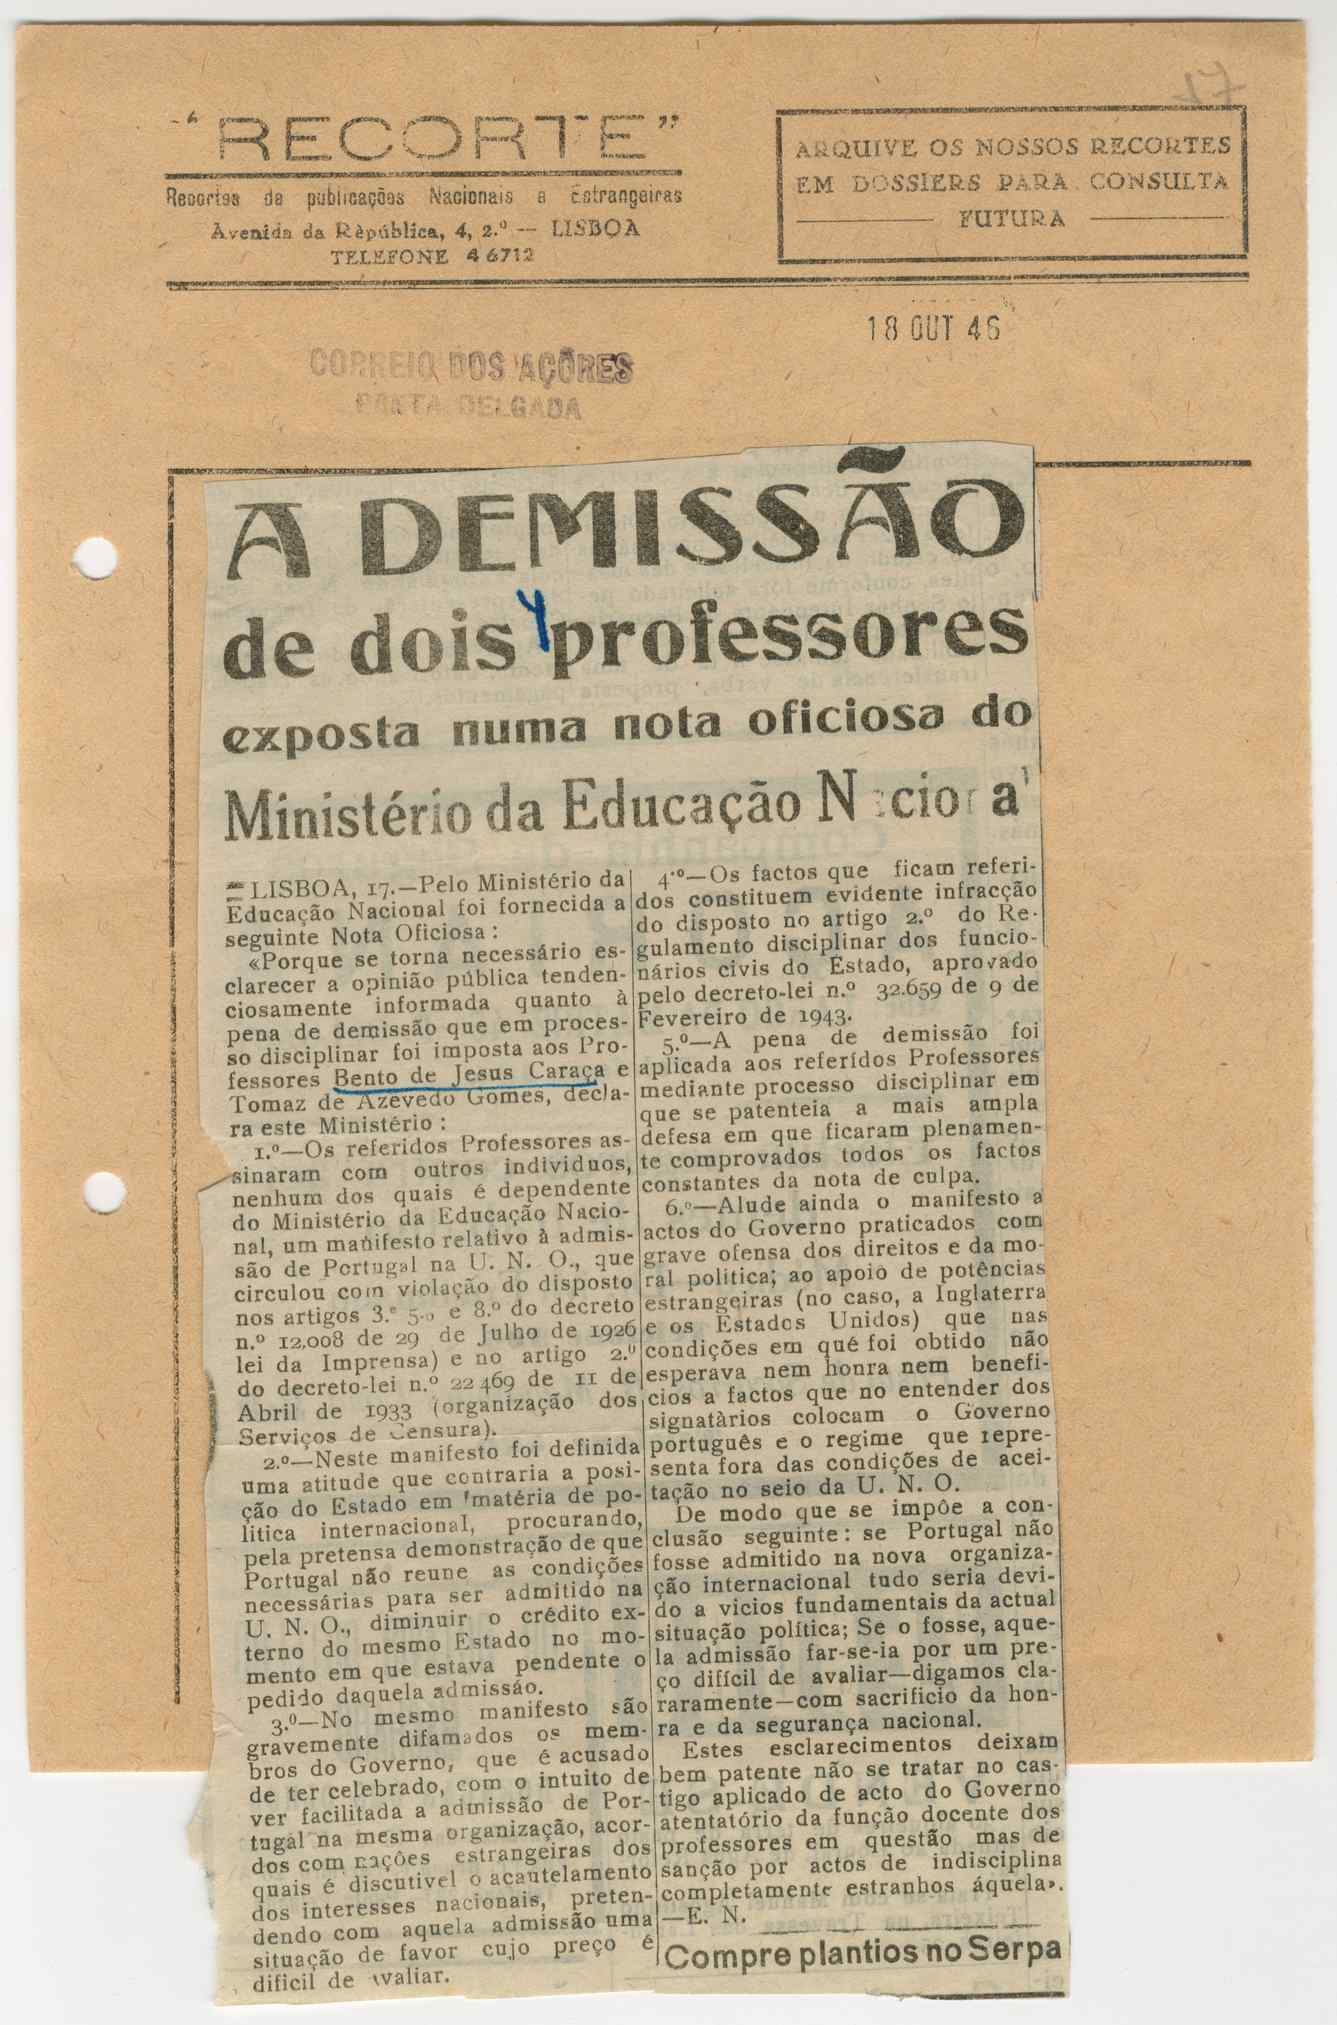 "RECORTE"
Recortes de publicações Nacionais e Estrangeiras
Avenida da República, 4, 2.º — LISBOA
TELEFONE 46712
ARQUIVE OS NOSSOS RECORTES
EM DOSSIERS PARA CONSULTA
FUTURA
18 OUT 46
CORREIO DOS AÇÔRES
PONTA DELGADA
A DEMISSÃO
de dois professores
exposta numa nota oficiosa do
Ministério da Educação Nacional
LISBOA, 17.—Pelo Ministério da
Educação Nacional foi fornecida a
seguinte Nota Oficiosa:
«Porque se torna necessário es-
clarecer a opinião pública tenden-
ciosamente informada quanto à
pena de demissão que em proces-
so disciplinar foi imposta aos Pro-
fessores Bento de Jesus Caraça e
Tomaz de Azevedo Gomes, decla-
ra este Ministério:
1.º—Os referidos Professores as-
sinaram com outros individuos,
nenhum dos quais é dependente
do Ministério da Educação Nacio-
nal, um manifesto relativo à admis-
são de Portugal na U. N. O., que
circulou com violação do disposto
nos artigos 3.º 5.º e 8.º do decreto
n.º 12,008 de 29 de Julho de 1926
lei da Imprensa) e no artigo 2.º
do decreto-lei n.º 22469 de 11 de
Abril de 1933 (organização dos
Serviços de Censura).
2.º—Neste manifesto foi definida
uma atitude que contraria a posi-
ção do Estado em matéria de po-
litica internacional, procurando,
pela pretensa demonstração de que
Portugal não reune as condições
necessárias para ser admitido na
U. N. O., diminuir o crédito ex-
terno do mesmo Estado no mo-
mento em que estava pendente o
pedido daquela admissão.
3.º—No mesmo manifesto são
gravemente difamados os mem-
bros do Governo, que é acusado
de ter celebrado, com o intuito de
ver facilitada a admissão de Por-
tugal na mesma organização, acor-
dos com nações estrangeiras dos
quais é discutivel o acautelamento
dos interesses nacionais, preten-
dendo com aquela admissão uma
situação de favor cujo preço é
dificil de avaliar.
4.º—Os factos que ficam referi-
dos constituem evidente infracção
do disposto no artigo 2.º do Re-
gulamento disciplinar dos funcio-
nários civis do Estado, aprovado
pelo decreto-lei n.º 32.659 de 9 de
Fevereiro de 1943.
5.º—A pena de demissão foi
aplicada aos referídos Professores
mediante processo disciplinar em
que se patenteia a mais ampla
defesa em que ficaram plenamen-
te comprovados todos os factos
constantes da nota de culpa.
6.º—Alude ainda o manifesto a
actos do Governo praticados com
grave ofensa dos direitos e da mo-
ral politica; ao apoio de potências
estrangeiras (no caso, a Inglaterra
e os Estados Unidos) que nas
condições em qué foi obtido não
esperava nem honra nem benefi-
cios a factos que no entender dos
signatàrios colocam o Governo
português e o regime que repre-
senta fora das condições de acei-
tação no seio da U. N. O.
De modo que se impõe a con-
clusão seguinte: se Portugal não
fosse admitido na nova organiza-
ção internacional tudo seria devi-
do a vicios fundamentais da actual
situação política; Se o fosse, aque-
la admissão far-se-ia por um pre-
ço difícil de avaliar—digamos cla-
raramente—com sacrificio da hon-
ra e da segurança nacional.
Estes esclarecimentos deixam
bem patente não se tratar no cas-
tigo aplicado de acto do Governo
atentatório da função docente dos
professores em questão mas de
sanção por actos de indisciplina
completamente estranhos áquela».
—E. N.
Compre plantios no Serpa